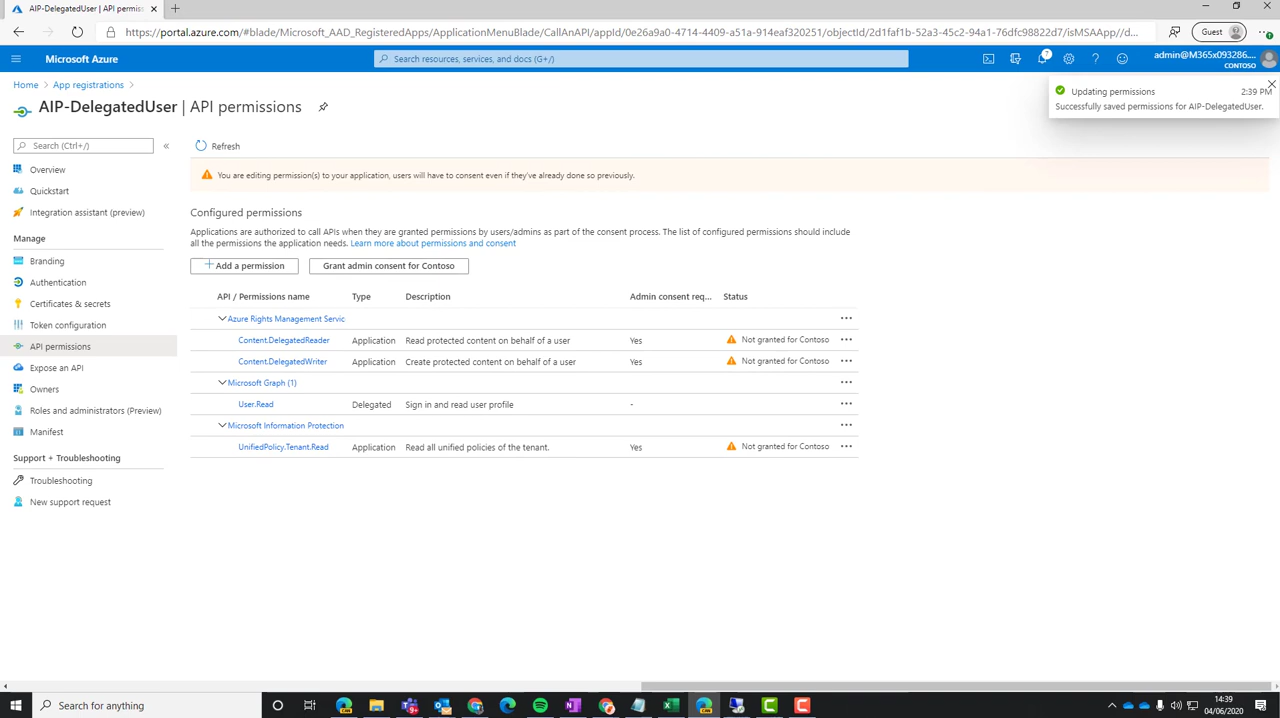 AIP-DelegatedUser | API permiss
https://portal.azure.com/#blade/Microsoft_AAD_RegisteredApps/ApplicationMenuBlade/CallAnAPI/appId/0e26a9a0-4714-4409-a51a-914eaf320251/objectId/2d1faf1b-52a3-45c2-94a1-76dfc98822d7/isMSAApp//d...
Guest
Microsoft Azure
Search resources, services, and docs (G+/)
7
admin@M365x093286....
CONTOSO
Home
App registrations
AIP-DelegatedUser | API permissions
Updating permissions
2:39 PM
Successfully saved permissions for AIP-DelegatedUser.
Search (Ctrl+/)
Refresh
Overview
You are editing permission(s) to your application, users will have to consent even if they've already done so previously.
Quickstart
Integration assistant (preview)
Configured permissions
Applications are authorized to call APIs when they are granted permissions by users/admins as part of the consent process. The list of configured permissions should include
all the permissions the application needs. Learn more about permissions and consent
Manage
Branding
Add a permission
Grant admin consent for Contoso
Authentication
API / Permissions name Type Description Admin consent req... Status
Certificates & secrets
Azure Rights Management Servic
Token configuration
Content.DelegatedReader Application Read protected content on behalf of a user Yes Not granted for Contoso
API permissions
Content.DelegatedWriter Application Create protected content on behalf of a user Yes Not granted for Contoso
Expose an API
Microsoft Graph (1)
Owners
User.Read Delegated Sign in and read user profile -
Roles and administrators (Preview)
Microsoft Information Protection
Manifest
UnifiedPolicy.Tenant.Read Application Read all unified policies of the tenant. Yes Not granted for Contoso
Support + Troubleshooting
Troubleshooting
New support request
Search for anything
14:39
04/06/2020